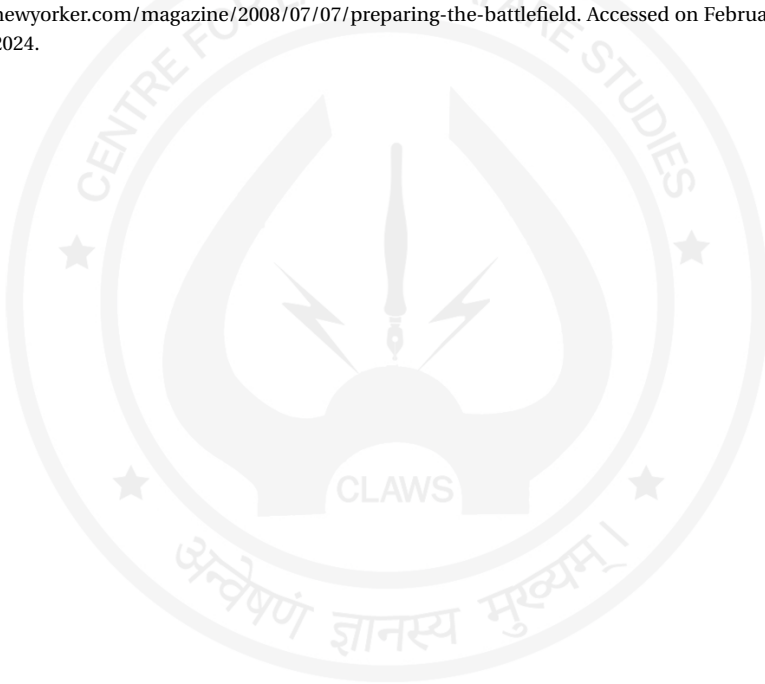 newyorker.com/magazine/2008/07/07/preparing-the-battlefield. Accessed on Februa
2024.
CENTRE FOR STUDIES
CLAWS
अन्वेषणं ज्ञानस्य मुख्यम्।